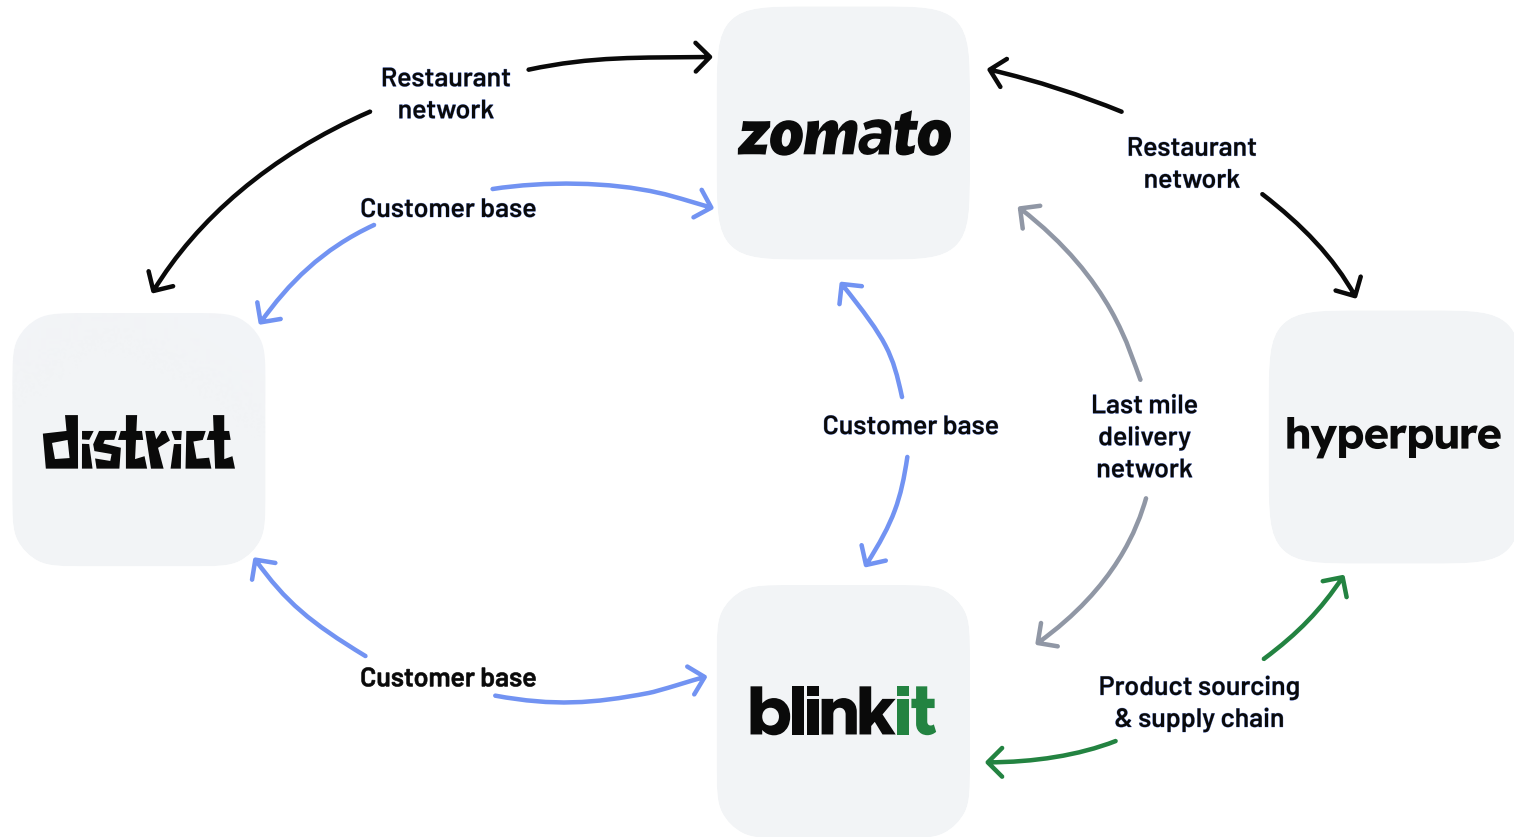 Restaurant
network
zomato
Restaurant
network
Customer base
district
Customer base
Last mile
delivery
network
hyperpure
Customer base
blinkit
Product sourcing
& supply chain